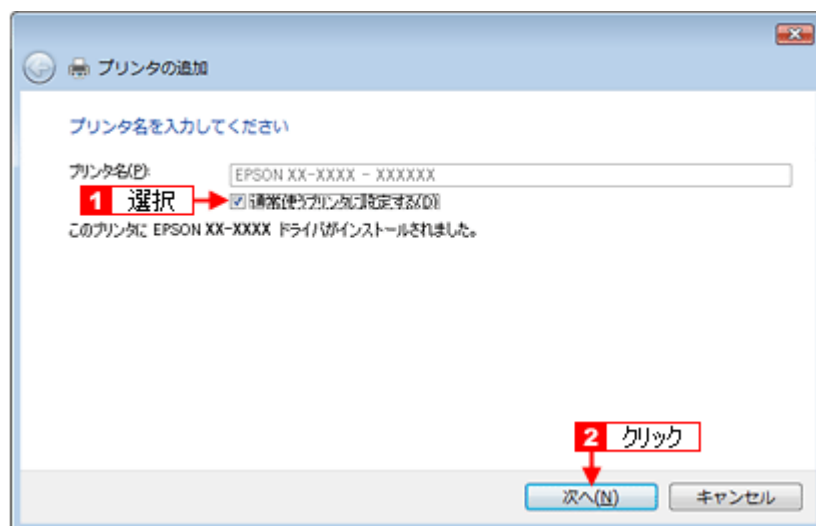 プリンタの追加
プリンタ名を入力してください
プリンタ名(P): EPSON XX-XXXX - XXXXXX
1 選択 通常使うプリンタに設定する(D)
このプリンタに EPSON XX-XXXX ドライバがインストールされました。
2 クリック
次へ(N) キャンセル